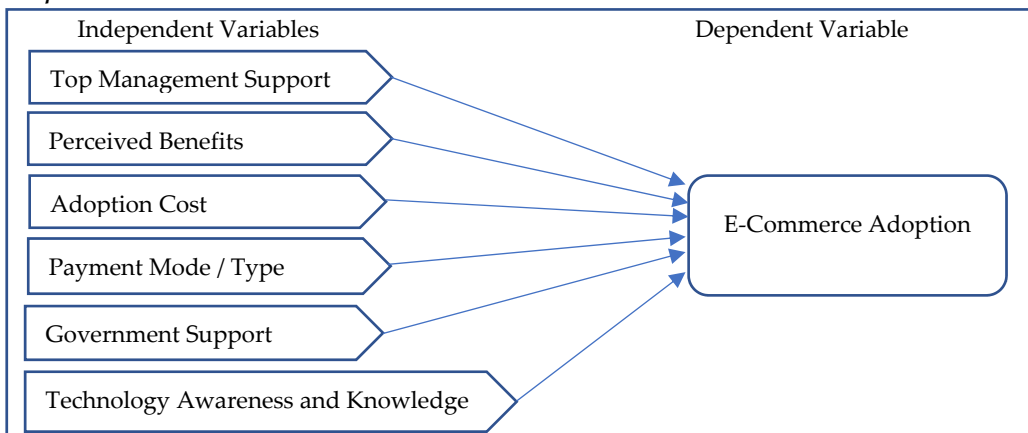 Independent Variables
Dependent Variable
Top Management Support
Perceived Benefits
Adoption Cost
E-Commerce Adoption
Payment Mode / Type
Government Support
Technology Awareness and Knowledge